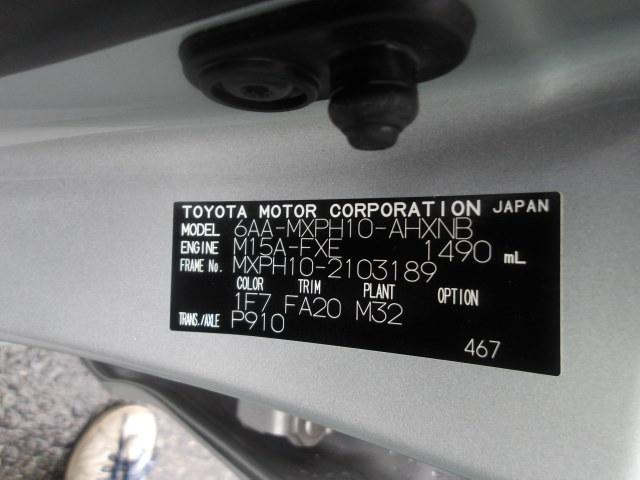 TOYOTA MOTOR CORPORATION JAPAN
MODEL 6AA-MXPH10-AHXNB
ENGINE M15A-FXE 1490 mL
FRAME No. MXPH10-2103189
COLOR TRIM PLANT OPTION
1F7 FA20 M32
TRANS./AXLE P910
467